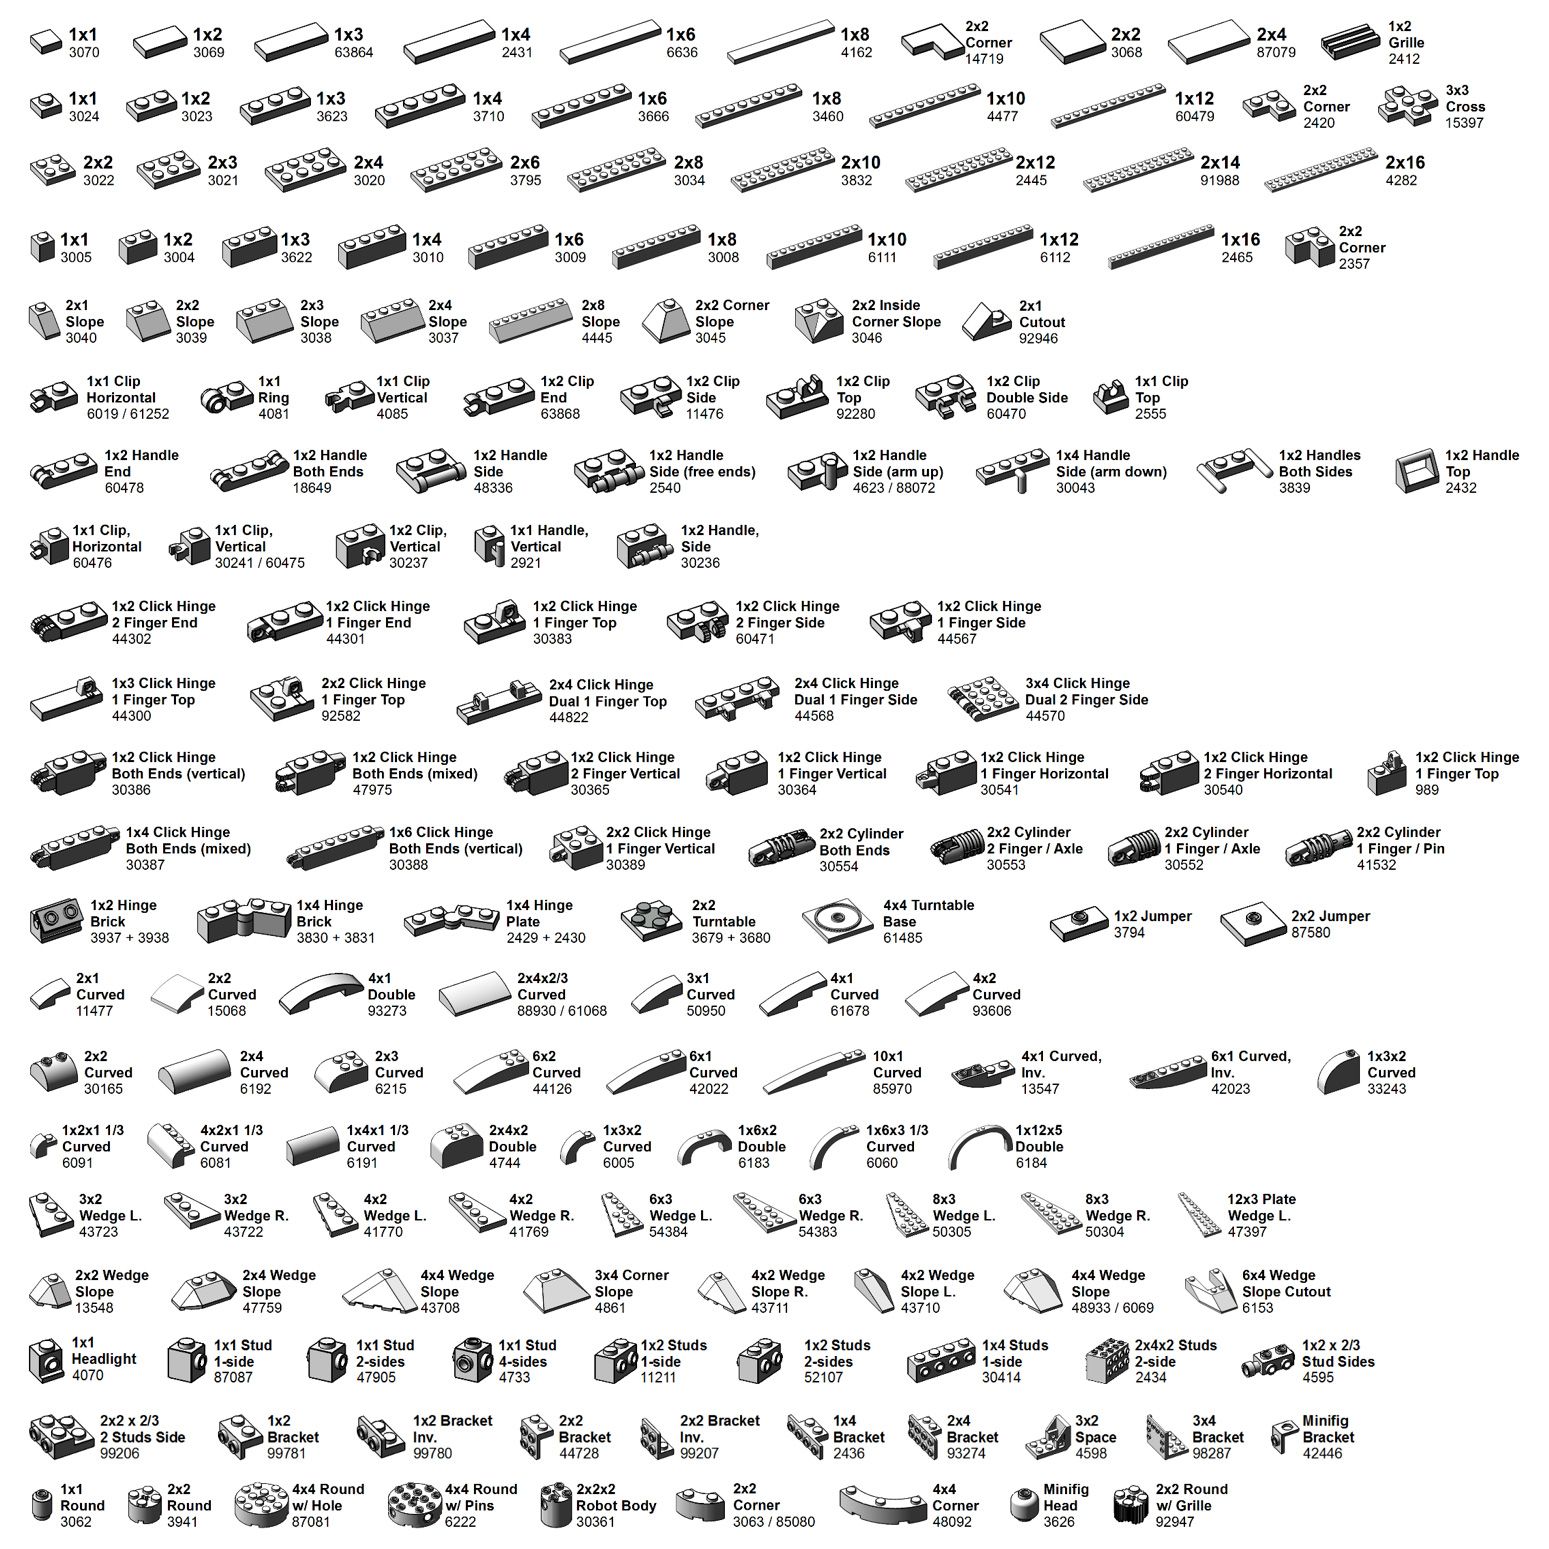 1x1
3070
1x2
3069
1x3
63864
1x4
2431
1x6
6636
1x8
4162
2x2
Corner
14719
2x2
3068
2x4
87079
1x2
Grille
2412
1x1
3024
1x2
3023
1x3
3623
1x4
3710
1x6
3666
1x8
3460
1x10
4477
1x12
60479
2x2
Corner
2420
3x3
Cross
15397
2x2
3022
2x3
3021
2x4
3020
2x6
3795
2x8
3034
2x10
3832
2x12
2445
2x14
91988
2x16
4282
1x1
3005
1x2
3004
1x3
3622
1x4
3010
1x6
3009
1x8
3008
1x10
6111
1x12
6112
1x16
2465
2x2
Corner
2357
2x1
Slope
3040
2x2
Slope
3039
2x3
Slope
3038
2x4
Slope
3037
2x8
Slope
4445
2x2 Corner
Slope
3045
2x2 Inside
Corner Slope
3046
2x1
Cutout
92946
1x1 Clip
Horizontal
6019 / 61252
1x1
Ring
4081
1x1 Clip
Vertical
4085
1x2 Clip
End
63868
1x2 Clip
Side
11476
1x2 Clip
Top
92280
1x2 Clip
Double Side
60470
1x1 Clip
Top
2555
1x2 Handle
End
60478
1x2 Handle
Both Ends
18649
1x2 Handle
Side
48336
1x2 Handle
Side (free ends)
2540
1x2 Handle
Side (arm up)
4623 / 88072
1x4 Handle
Side (arm down)
30043
1x2 Handles
Both Sides
3839
1x2 Handle
Top
2432
1x1 Clip,
Horizontal
60476
1x1 Clip,
Vertical
30241 / 60475
1x2 Clip,
Vertical
30237
1x1 Handle,
Vertical
2921
1x2 Handle,
Side
30236
1x2 Click Hinge
2 Finger End
44302
1x2 Click Hinge
1 Finger End
44301
1x2 Click Hinge
1 Finger Top
30383
1x2 Click Hinge
2 Finger Side
60471
1x2 Click Hinge
1 Finger Side
44567
1x3 Click Hinge
1 Finger Top
44300
2x2 Click Hinge
1 Finger Top
92582
2x4 Click Hinge
Dual 1 Finger Top
44822
2x4 Click Hinge
Dual 1 Finger Side
44568
3x4 Click Hinge
Dual 2 Finger Side
44570
1x2 Click Hinge
Both Ends (vertical)
30386
1x2 Click Hinge
Both Ends (mixed)
47975
1x2 Click Hinge
2 Finger Vertical
30365
1x2 Click Hinge
1 Finger Vertical
30364
1x2 Click Hinge
1 Finger Horizontal
30541
1x2 Click Hinge
2 Finger Horizontal
30540
1x2 Click Hinge
1 Finger Top
989
1x4 Click Hinge
Both Ends (mixed)
30387
1x6 Click Hinge
Both Ends (vertical)
30388
2x2 Click Hinge
1 Finger Vertical
30389
2x2 Cylinder
Both Ends
30554
2x2 Cylinder
2 Finger / Axle
30553
2x2 Cylinder
1 Finger / Axle
30552
2x2 Cylinder
1 Finger / Pin
41532
1x2 Hinge
Brick
3937 + 3938
1x4 Hinge
Brick
3830 + 3831
1x4 Hinge
Plate
2429 + 2430
2x2
Turntable
3679 + 3680
4x4 Turntable
Base
61485
1x2 Jumper
3794
2x2 Jumper
87580
2x1
Curved
11477
2x2
Curved
15068
4x1
Double
93273
2x4x2/3
Curved
88930 / 61068
3x1
Curved
50950
4x1
Curved
61678
4x2
Curved
93606
2x2
Curved
30165
2x4
Curved
6192
2x3
Curved
6215
6x2
Curved
44126
6x1
Curved
42022
10x1
Curved
85970
4x1 Curved,
Inv.
13547
6x1 Curved,
Inv.
42023
1x3x2
Curved
33243
1x2x1 1/3
Curved
6091
4x2x1 1/3
Curved
6081
1x4x1 1/3
Curved
6191
2x4x2
Double
4744
1x3x2
Curved
6005
1x6x2
Double
6183
1x6x3 1/3
Curved
6060
1x12x5
Double
6184
3x2
Wedge L.
43723
3x2
Wedge R.
43722
4x2
Wedge L.
41770
4x2
Wedge R.
41769
6x3
Wedge L.
54384
6x3
Wedge R.
54383
8x3
Wedge L.
50305
8x3
Wedge R.
50304
12x3 Plate
Wedge L.
47397
2x2 Wedge
Slope
13548
2x4 Wedge
Slope
47759
4x4 Wedge
Slope
43708
3x4 Corner
Slope
4861
4x2 Wedge
Slope R.
43711
4x2 Wedge
Slope L.
43710
4x4 Wedge
Slope
48933 / 6069
6x4 Wedge
Slope Cutout
6153
1x1
Headlight
4070
1x1 Stud
1-side
87087
1x1 Stud
2-sides
47905
1x1 Stud
4-sides
4733
1x2 Studs
1-side
11211
1x2 Studs
2-sides
52107
1x4 Studs
1-side
30414
2x4x2 Studs
2-side
2434
1x2 x 2/3
Stud Sides
4595
2x2 x 2/3
2 Studs Side
99206
1x2
Bracket
99781
1x2 Bracket
Inv.
99780
2x2
Bracket
44728
2x2 Bracket
Inv.
99207
1x4
Bracket
2436
2x4
Bracket
93274
3x2
Space
4598
3x4
Bracket
98287
Minifig
Bracket
42446
1x1
Round
3062
2x2
Round
3941
4x4 Round
w/ Hole
87081
4x4 Round
w/ Pins
6222
2x2x2
Robot Body
30361
2x2
Corner
3063 / 85080
4x4
Corner
48092
Minifig
Head
3626
2x2 Round
w/ Grille
92947